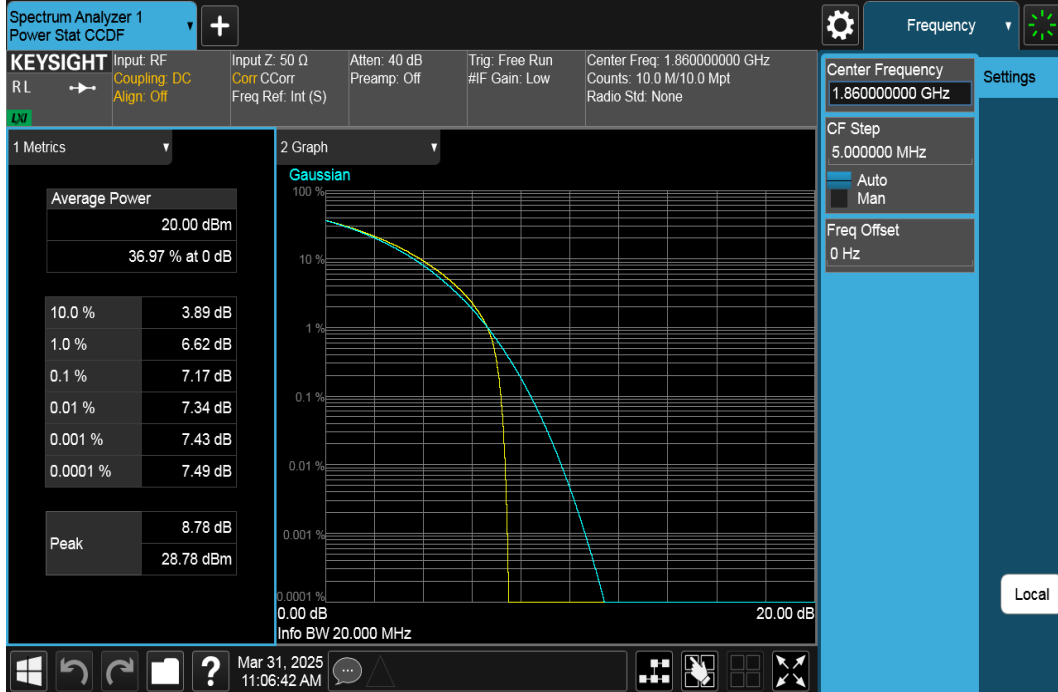 Spectrum Analyzer 1
Power Stat CCDF
Frequency
KEYSIGHT
R L
LXI
Input: RF
Coupling: DC
Align: Off
Input Z: 50 Ω
Corr CCorr
Freq Ref: Int (S)
Atten: 40 dB
Preamp: Off
Trig: Free Run
#IF Gain: Low
Center Freq: 1.860000000 GHz
Counts: 10.0 M/10.0 Mpt
Radio Std: None
1 Metrics
Average Power
20.00 dBm
36.97 % at 0 dB
10.0 % 3.89 dB
1.0 % 6.62 dB
0.1 % 7.17 dB
0.01 % 7.34 dB
0.001 % 7.43 dB
0.0001 % 7.49 dB
Peak
8.78 dB
28.78 dBm
2 Graph
Gaussian
100 %
10 %
1 %
0.1 %
0.01 %
0.001 %
0.0001 %
0.00 dB 20.00 dB
Info BW 20.000 MHz
Center Frequency
1.860000000 GHz
CF Step
5.000000 MHz
Auto
Man
Freq Offset
0 Hz
Settings
Local
?
Mar 31, 2025
11:06:42 AM